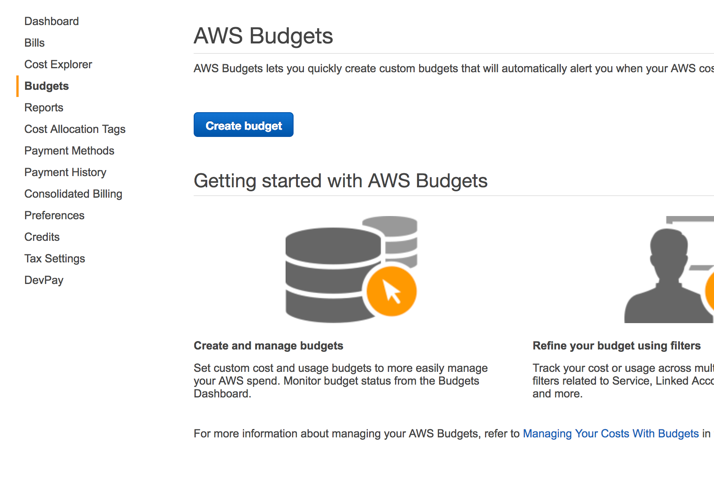 Dashboard
Bills
Cost Explorer
Budgets
Reports
Cost Allocation Tags
Payment Methods
Payment History
Consolidated Billing
Preferences
Credits
Tax Settings
DevPay
AWS Budgets
AWS Budgets lets you quickly create custom budgets that will automatically alert you when your AWS cos
Create budget
Getting started with AWS Budgets
Create and manage budgets
Set custom cost and usage budgets to more easily manage
your AWS spend. Monitor budget status from the Budgets
Dashboard.
Refine your budget using filters
Track your cost or usage across mult
filters related to Service, Linked Acco
and more.
For more information about managing your AWS Budgets, refer to Managing Your Costs With Budgets in